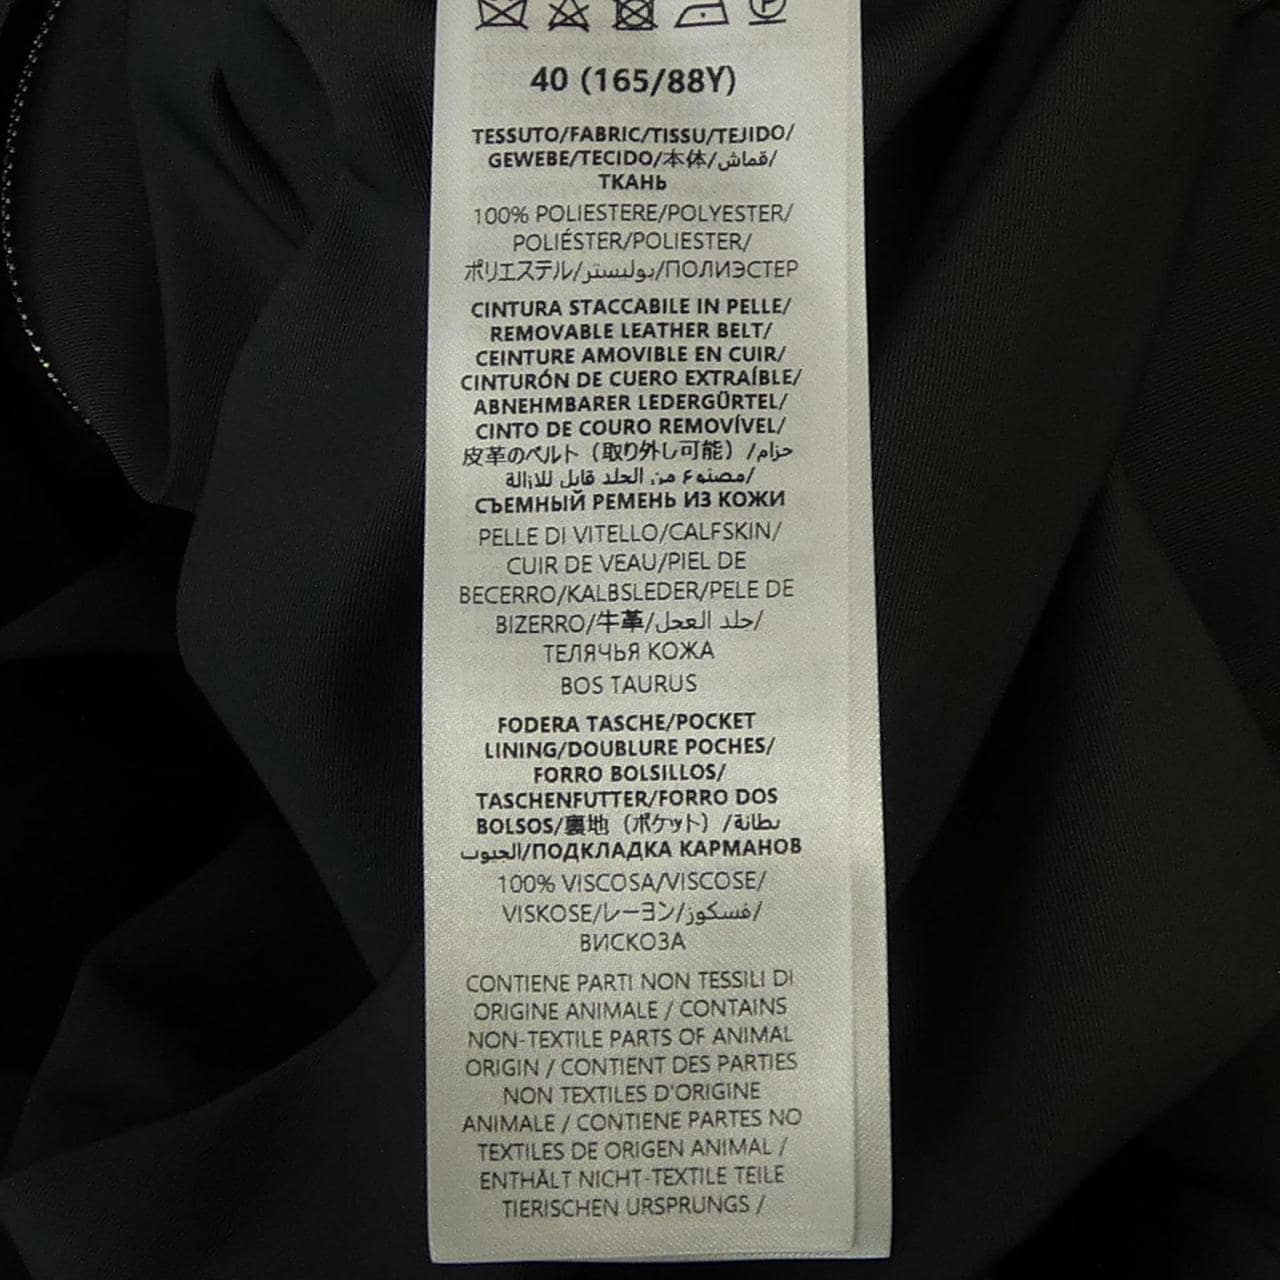 P
40 (165/88Y)
TESSUTO/FABRIC/TISSU/TEJIDO/
GEWEBE/TECIDO/本体/قماش/
ТКАНЬ
100% POLIESTERE/POLYESTER/
POLIÉSTER/POLIESTER/
ポリエステル/بوليستر/ПОЛИЭСТЕР
CINTURA STACCABILE IN PELLE/
REMOVABLE LEATHER BELT/
CEINTURE AMOVIBLE EN CUIR/
CINTURÓN DE CUERO EXTRAÍBLE/
ABNEHMBARER LEDERGÜRTEL/
CINTO DE COURO REMOVÍVEL/
皮革のベルト（取り外し可能）/حزام
مصنوع من الجلد قابل للازالة/
СЪЕМНЫЙ РЕМЕНЬ ИЗ КОЖИ
PELLE DI VITELLO/CALFSKIN/
CUIR DE VEAU/PIEL DE
BECERRO/KALBSLEDER/PELE DE
BIZERRO/牛革/جلد العجل/
ТЕЛЯЧЬЯ КОЖА
BOS TAURUS
FODERA TASCHE/POCKET
LINING/DOUBLURE POCHES/
FORRO BOLSILLOS/
TASCHENFUTTER/FORRO DOS
BOLSOS/裏地（ポケット）/بطانة
الجيوب/ПОДКЛАДКА КАРМАНОВ
100% VISCOSA/VISCOSE/
VISKOSE/レーヨン/فسكوز/
ВИСКОЗА
CONTIENE PARTI NON TESSILI DI
ORIGINE ANIMALE / CONTAINS
NON-TEXTILE PARTS OF ANIMAL
ORIGIN / CONTIENT DES PARTIES
NON TEXTILES D'ORIGINE
ANIMALE / CONTIENE PARTES NO
TEXTILES DE ORIGEN ANIMAL /
ENTHÄLT NICHT-TEXTILE TEILE
TIERISCHEN URSPRUNGS /